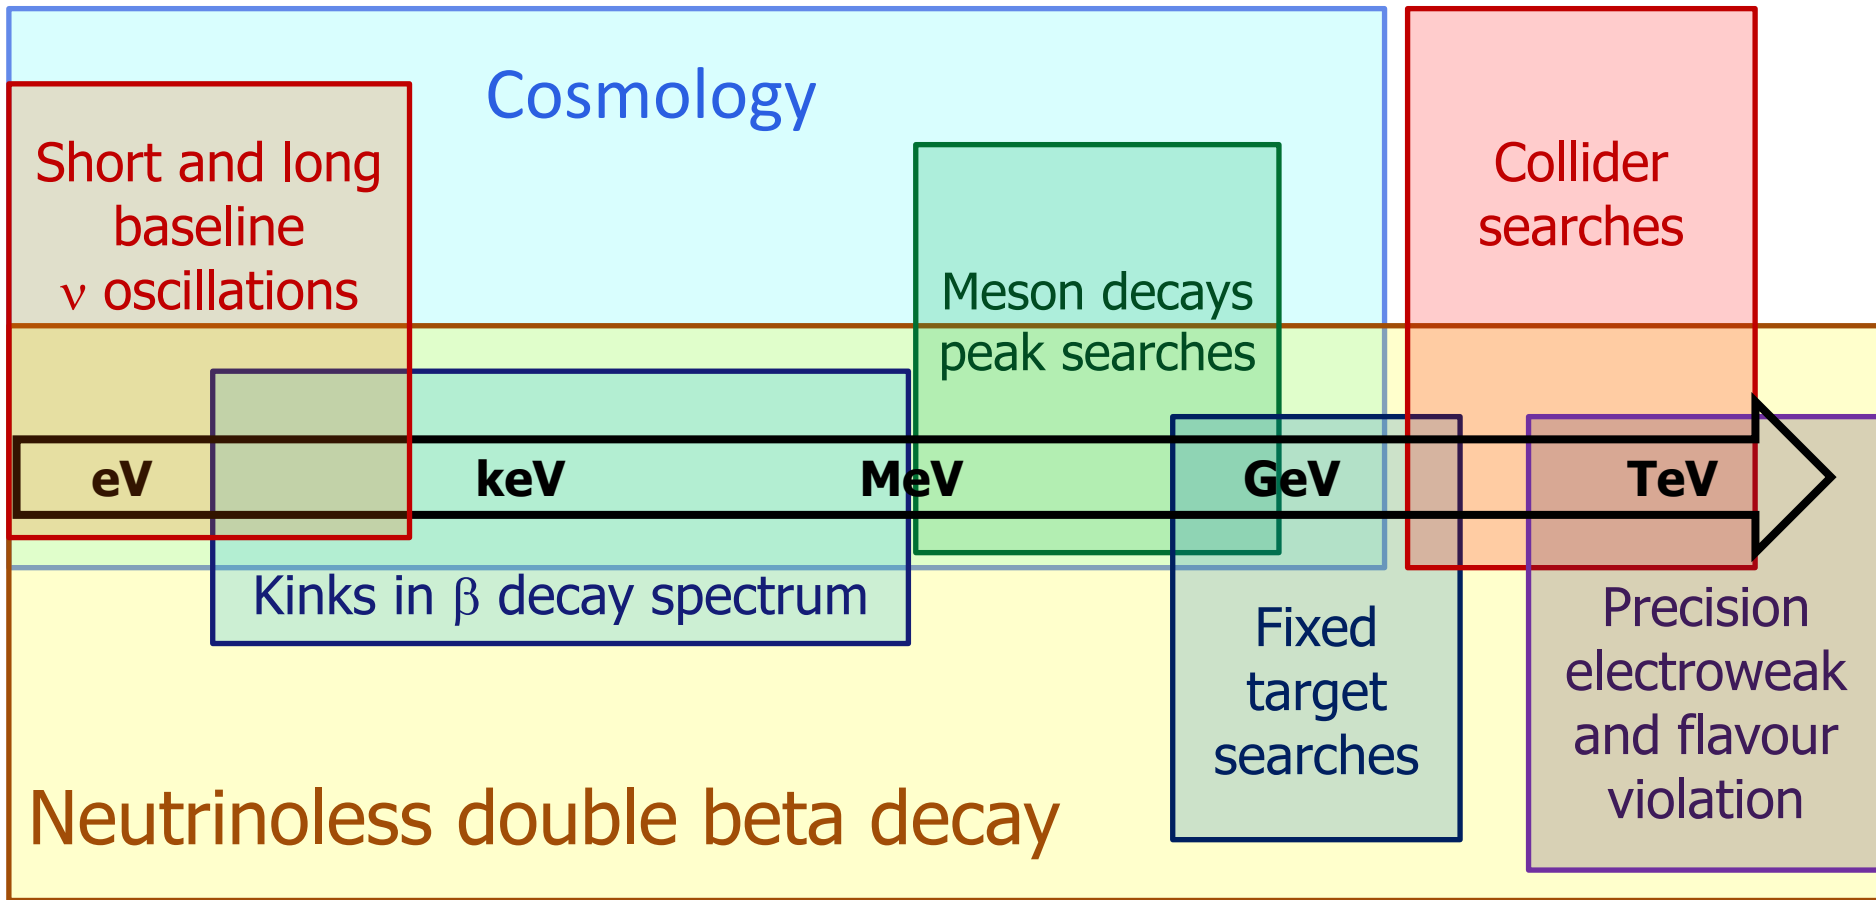 Cosmology
Short and long
baseline
ν oscillations
Collider
searches
Meson decays
peak searches
eV
keV
MeV
GeV
TeV
Kinks in β decay spectrum
Fixed
target
searches
Precision
electroweak
and flavour
violation
Neutrinoless double beta decay